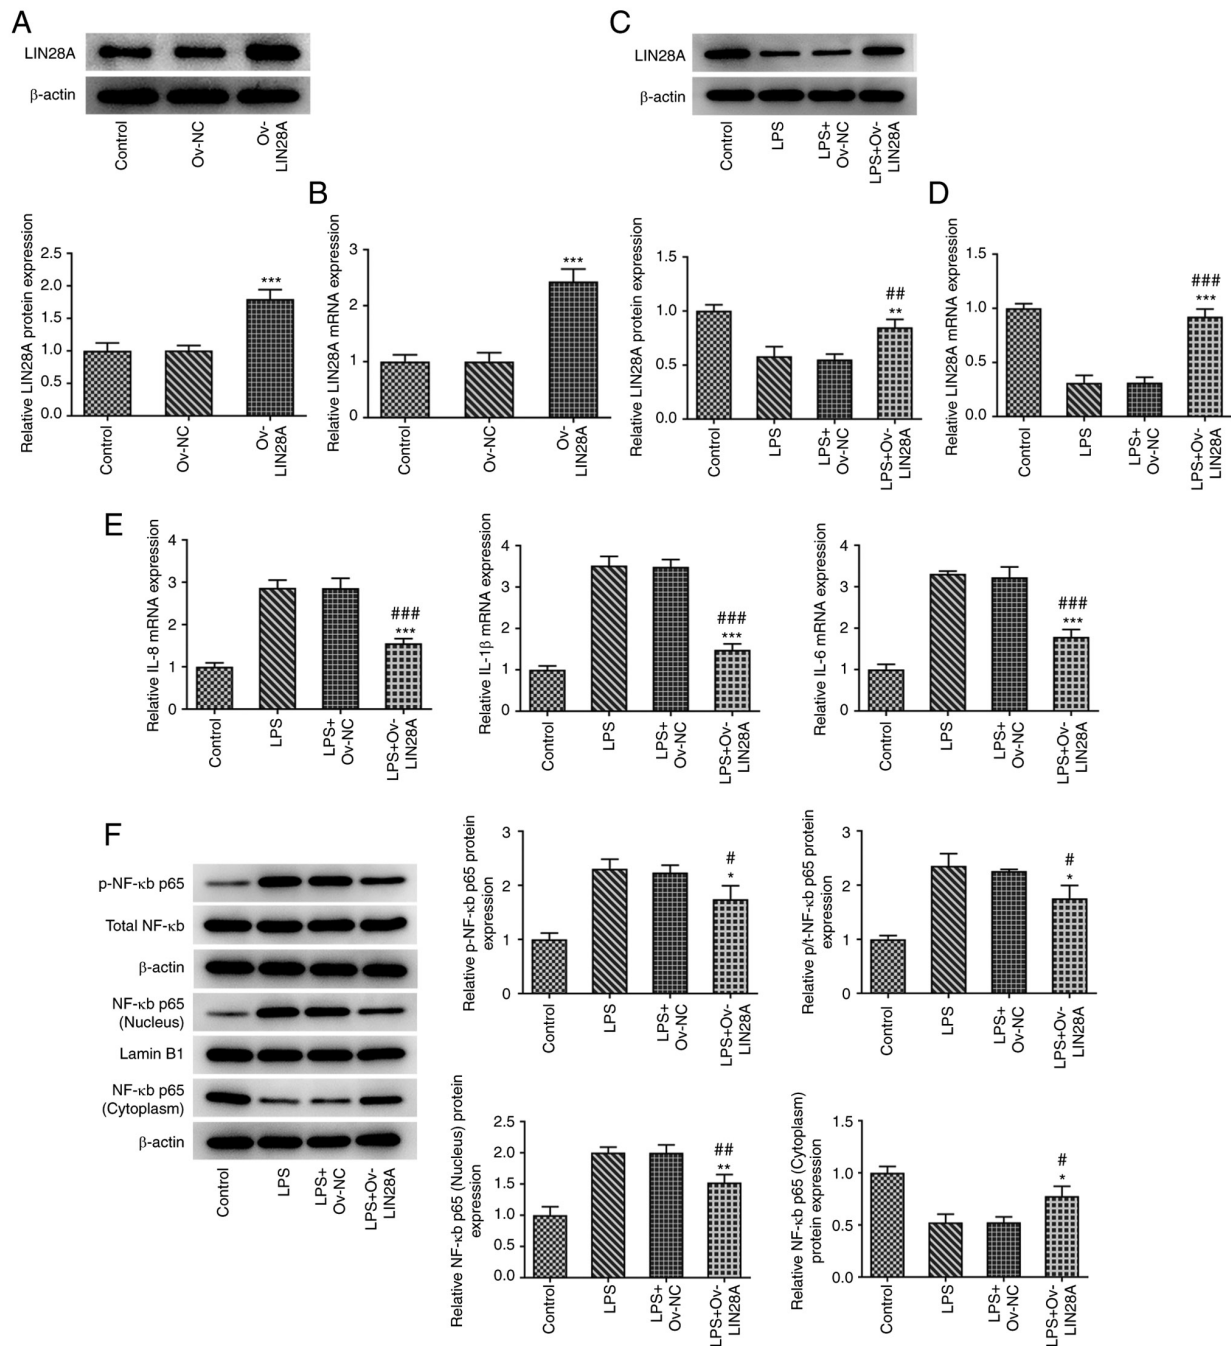 A
LIN28A
β-actin
Control
Ov-NC
Ov-
LIN28A
C
LIN28A
β-actin
Control
LPS
LPS+
Ov-NC
LPS+Ov-
LIN28A
Relative LIN28A protein expression
2.5
2.0
1.5
1.0
0.5
0.0
***
Control
Ov-NC
Ov-
LIN28A
B
Relative LIN28A mRNA expression
3
2
1
0
***
Control
Ov-NC
Ov-
LIN28A
Relative LIN28A protein expression
1.5
1.0
0.5
0.0
##
**
Control
LPS
LPS+
Ov-NC
LPS+Ov-
LIN28A
D
Relative LIN28A mRNA expression
1.5
1.0
0.5
0.0
###
***
Control
LPS
LPS+
Ov-NC
LPS+Ov-
LIN28A
E
Relative IL-8 mRNA expression
4
3
2
1
0
###
***
Control
LPS
LPS+
Ov-NC
LPS+Ov-
LIN28A
Relative IL-1β mRNA expression
4
3
2
1
0
###
***
Control
LPS
LPS+
Ov-NC
LPS+Ov-
LIN28A
Relative IL-6 mRNA expression
4
3
2
1
0
###
***
Control
LPS
LPS+
Ov-NC
LPS+Ov-
LIN28A
F
p-NF-κb p65
Total NF-κb
β-actin
NF-κb p65
(Nucleus)
Lamin B1
NF-κb p65
(Cytoplasm)
β-actin
Control
LPS
LPS+
Ov-NC
LPS+Ov-
LIN28A
Relative p-NF-κb p65 protein
expression
3
2
1
0
#
*
Control
LPS
LPS+
Ov-NC
LPS+Ov-
LIN28A
Relative p/t-NF-κb p65 protein
expression
3
2
1
0
#
*
Control
LPS
LPS+
Ov-NC
LPS+Ov-
LIN28A
Relative NF-κb p65 (Nucleus) protein
expression
2.5
2.0
1.5
1.0
0.5
0.0
##
**
Control
LPS
LPS+
Ov-NC
LPS+Ov-
LIN28A
Relative NF-κb p65 (Cytoplasm)
protein expression
1.5
1.0
0.5
0.0
#
*
Control
LPS
LPS+
Ov-NC
LPS+Ov-
LIN28A